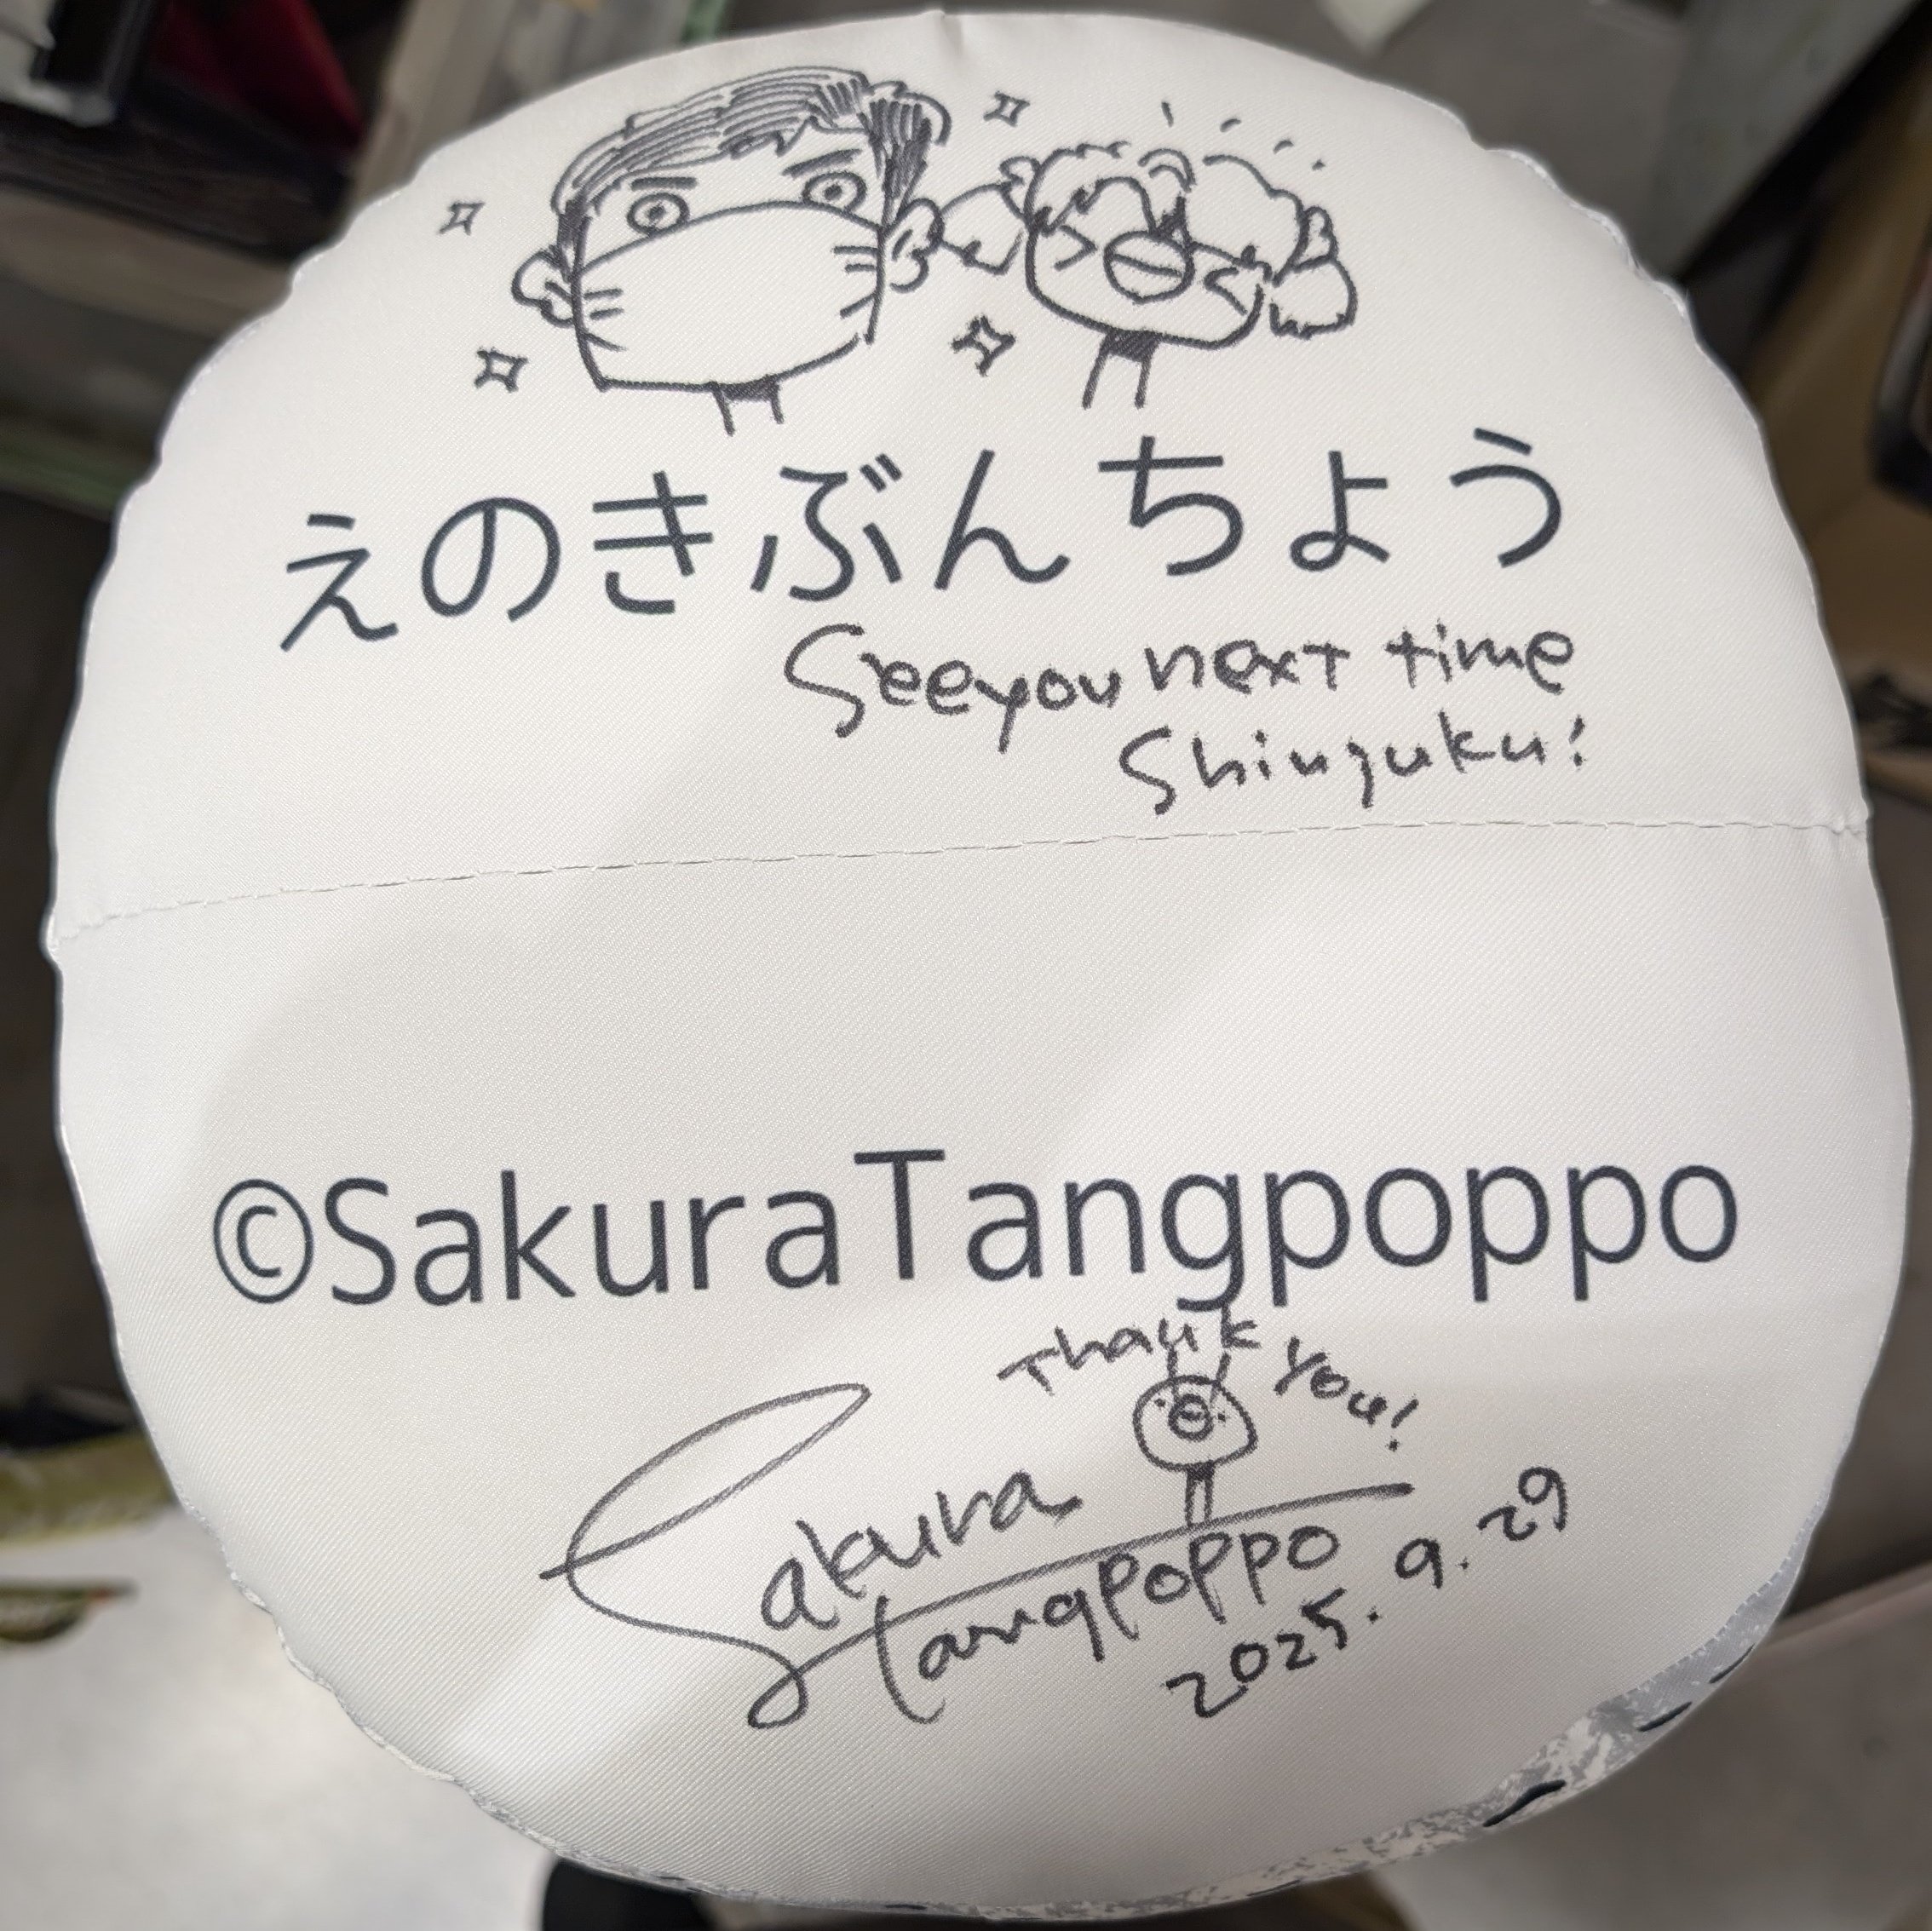 えのきぶんちょう
See you next time
Shinjuku!
©SakuraTangpoppo
Thank you!
Sakura
Tangpoppo
2025.9.29